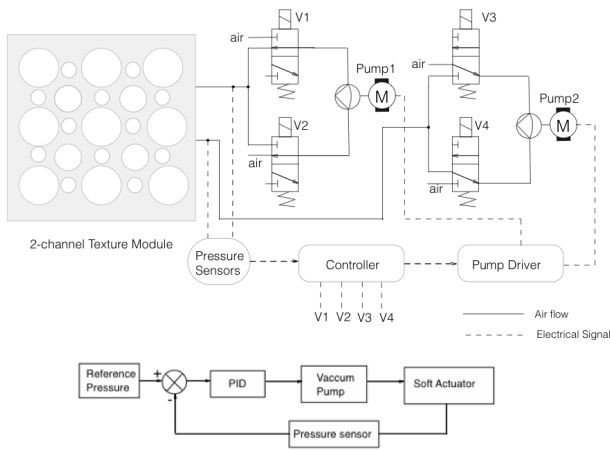 V1
V3
air
air
Pump1
M
Pump2
M
V2
V4
air
air
2-channel Texture Module
Pressure
Sensors
Controller
Pump Driver
V1 V2 V3 V4
Air flow
Electrical Signal
Reference
Pressure
+
-
PID
Vaccum
Pump
Soft Actuator
Pressure sensor